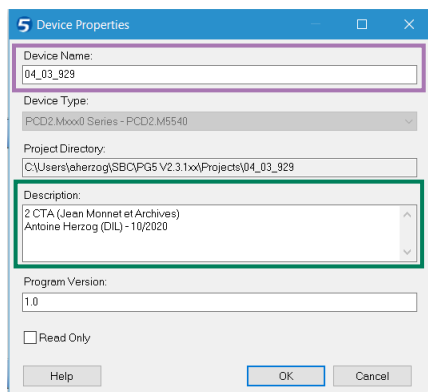 5 Device Properties
Device Name:
04_03_929
Device Type:
PCD2.Mxxx0 Series - PCD2.M5540
Project Directory:
C:\Users\aherzog\SBC\PG5 V2.3.1xx\Projects\04_03_929
Description:
2 CTA (Jean Monnet et Archives)
Antoine Herzog (DIL) - 10/2020
Program Version:
1.0
Read Only
Help OK Cancel